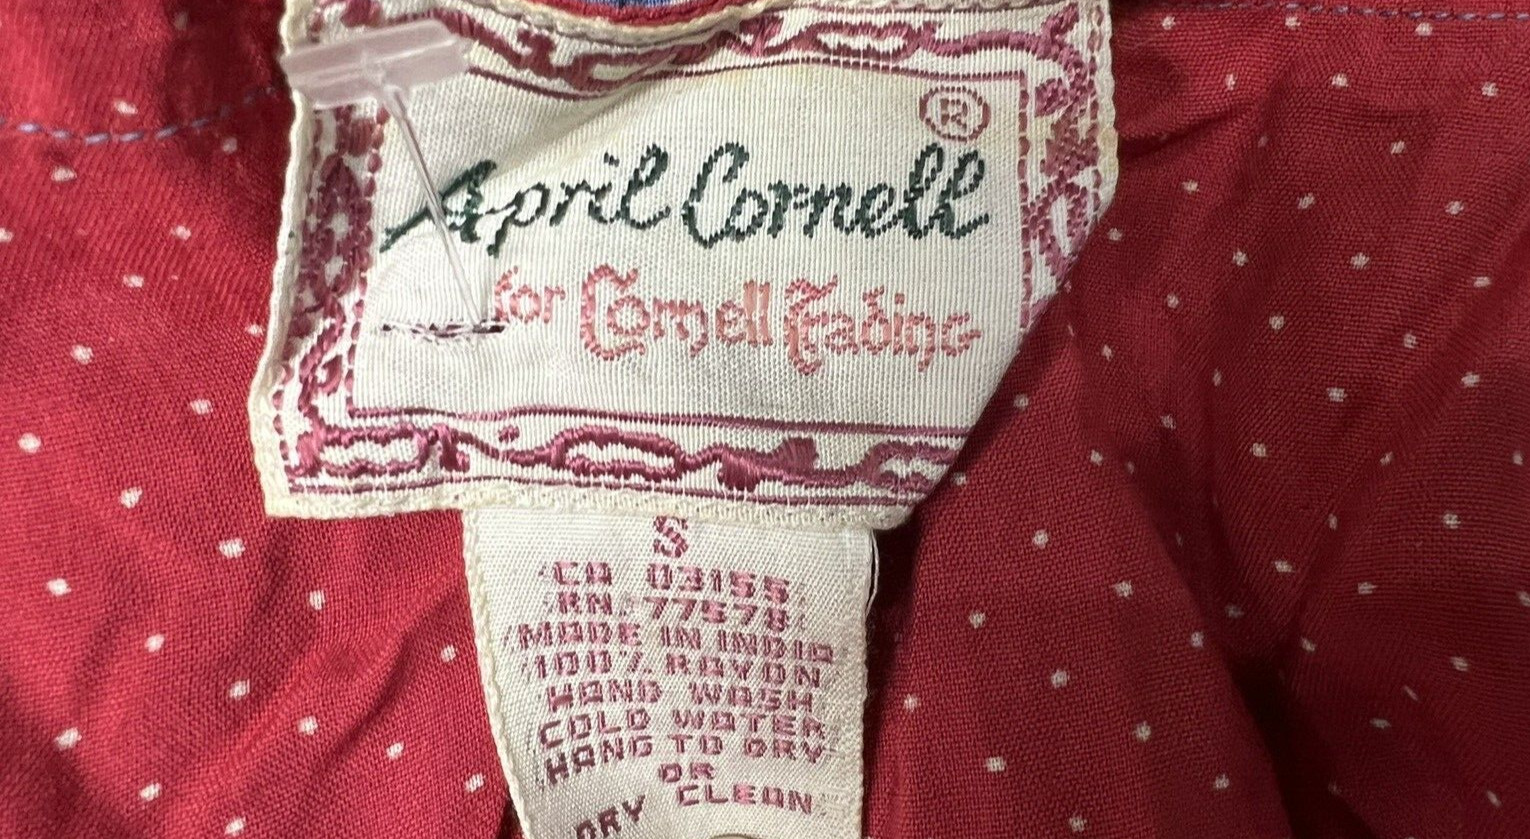 ®
April Cornell
for Cornell Trading
S
CA 03155
RN 77578
MADE IN INDIA
100% RAYON
HAND WASH
COLD WATER
HANG TO DRY
OR
DRY CLEAN